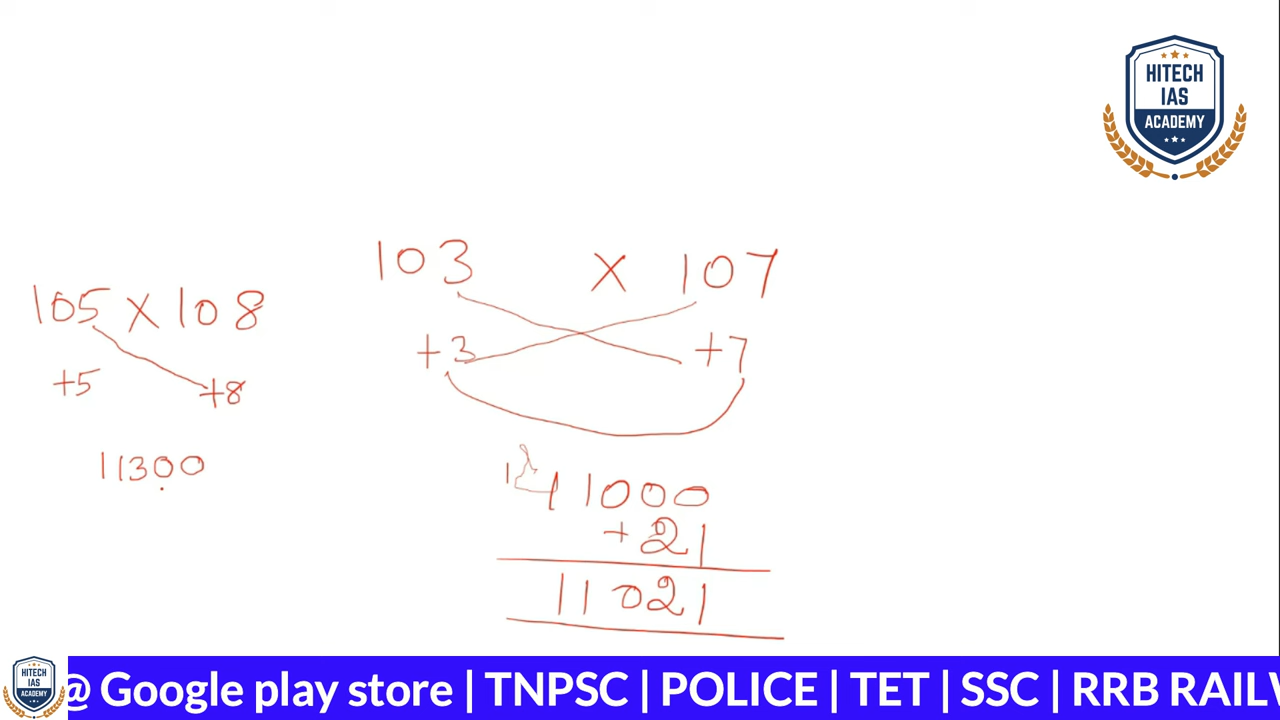 HITECH
IAS
ACADEMY
103 X 107
+3 +7
11000
+21
11021
105 X 108
+5 +8
11300
HITECH
IAS
ACADEMY
@ Google play store | TNPSC | POLICE | TET | SSC | RRB RAILW